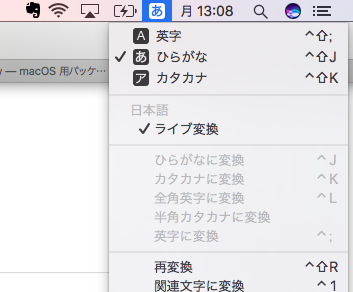 あ 月 13:08
A 英字 ^⇧;
✓ あ ひらがな ^⇧J
ア カタカナ ^⇧K
w — macOS 用パッケ…
日本語
✓ ライブ変換
ひらがなに変換 ^J
カタカナに変換 ^K
全角英字に変換 ^L
半角カタカナに変換
英字に変換 ^;
再変換 ^⇧R
関連文字に変換 ^1